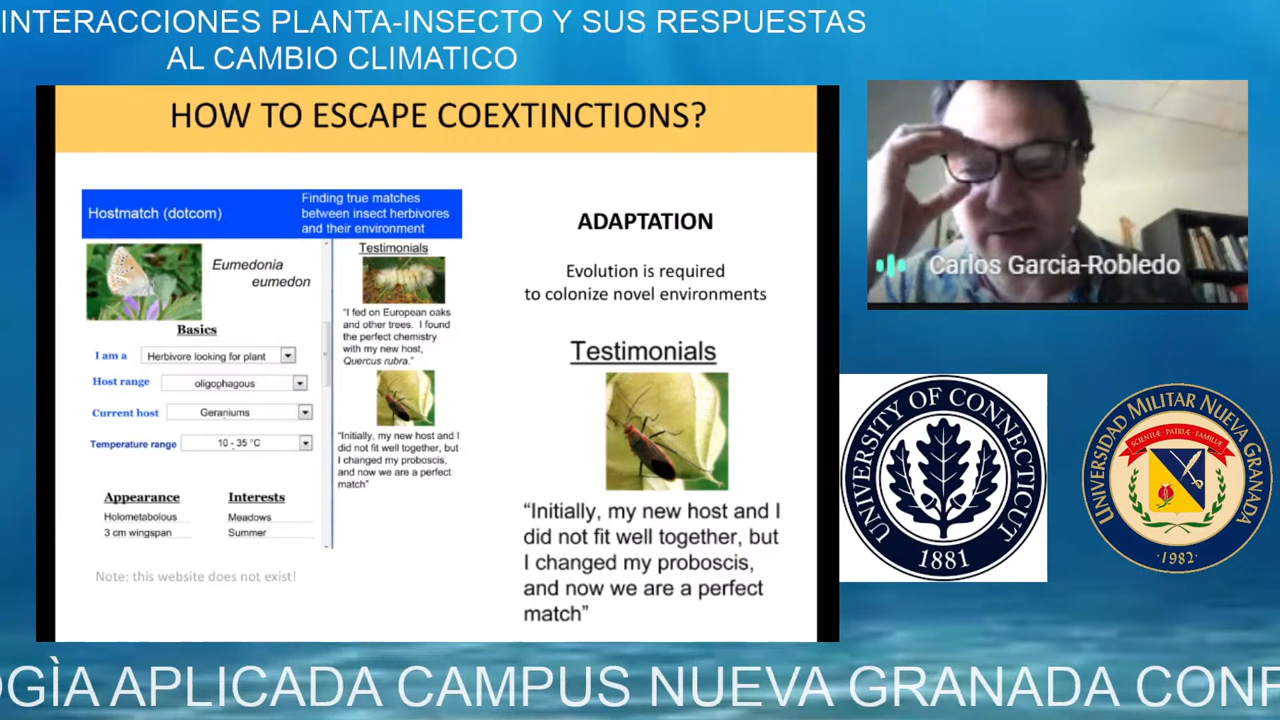 INTERACCIONES PLANTA-INSECTO Y SUS RESPUESTAS
AL CAMBIO CLIMATICO
HOW TO ESCAPE COEXTINCTIONS?
Hostmatch (dotcom)
Finding true matches
between insect herbivores
and their environment
Eumedonia
eumedon
Basics
I am a
Herbivore looking for plant
Host range
oligophagous
Current host
Geraniums
Temperature range
10 - 35 °C
Appearance
Interests
Holometabolous
Meadows
3 cm wingspan
Summer
Testimonials
"I fed on European oaks
and other trees. I found
the perfect chemistry
with my new host,
Quercus rubra."
"Initially, my new host and I
did not fit well together, but
I changed my proboscis,
and now we are a perfect
match"
Note: this website does not exist!
ADAPTATION
Evolution is required
to colonize novel environments
Testimonials
“Initially, my new host and I
did not fit well together, but
I changed my proboscis,
and now we are a perfect
match”
Carlos Garcia-Robledo
UNIVERSITY OF CONNECTICUT
1881
UNIVERSIDAD MILITAR NUEVA GRANADA
SCIENTIÆ · PATRIÆ · FAMILIÆ
·1982·
OGÌA APLICADA CAMPUS NUEVA GRANADA CONF